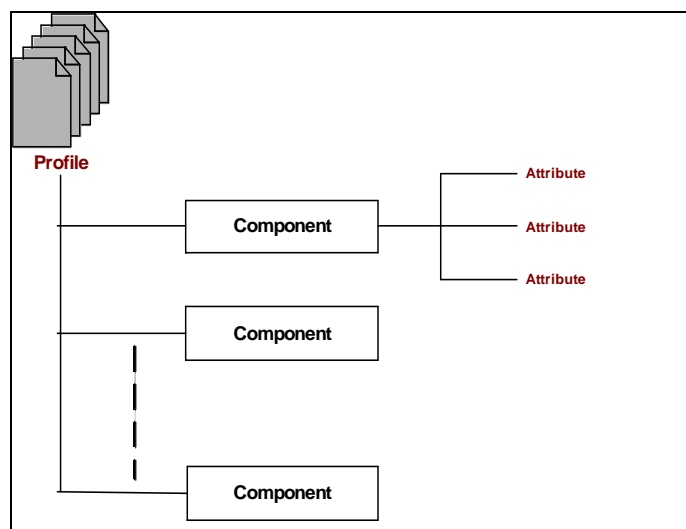 Profile
Attribute
Component
Attribute
Attribute
Component
Component